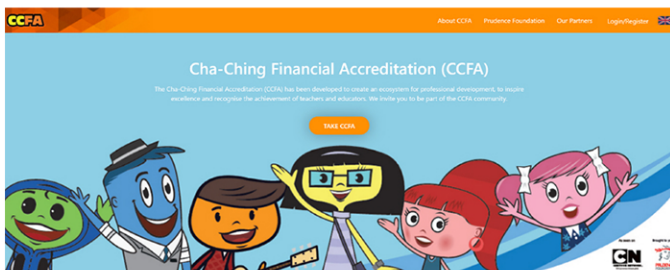 CCFA
About CCFA Prudence Foundation Our Partners Login/Register
Cha-Ching Financial Accreditation (CCFA)
The Cha-Ching Financial Accreditation (CCFA) has been developed to create an ecosystem for professional development, to inspire
excellence and recognise the achievement of teachers and educators. We invite you to be part of the CCFA community.
TAKE CCFA
CN